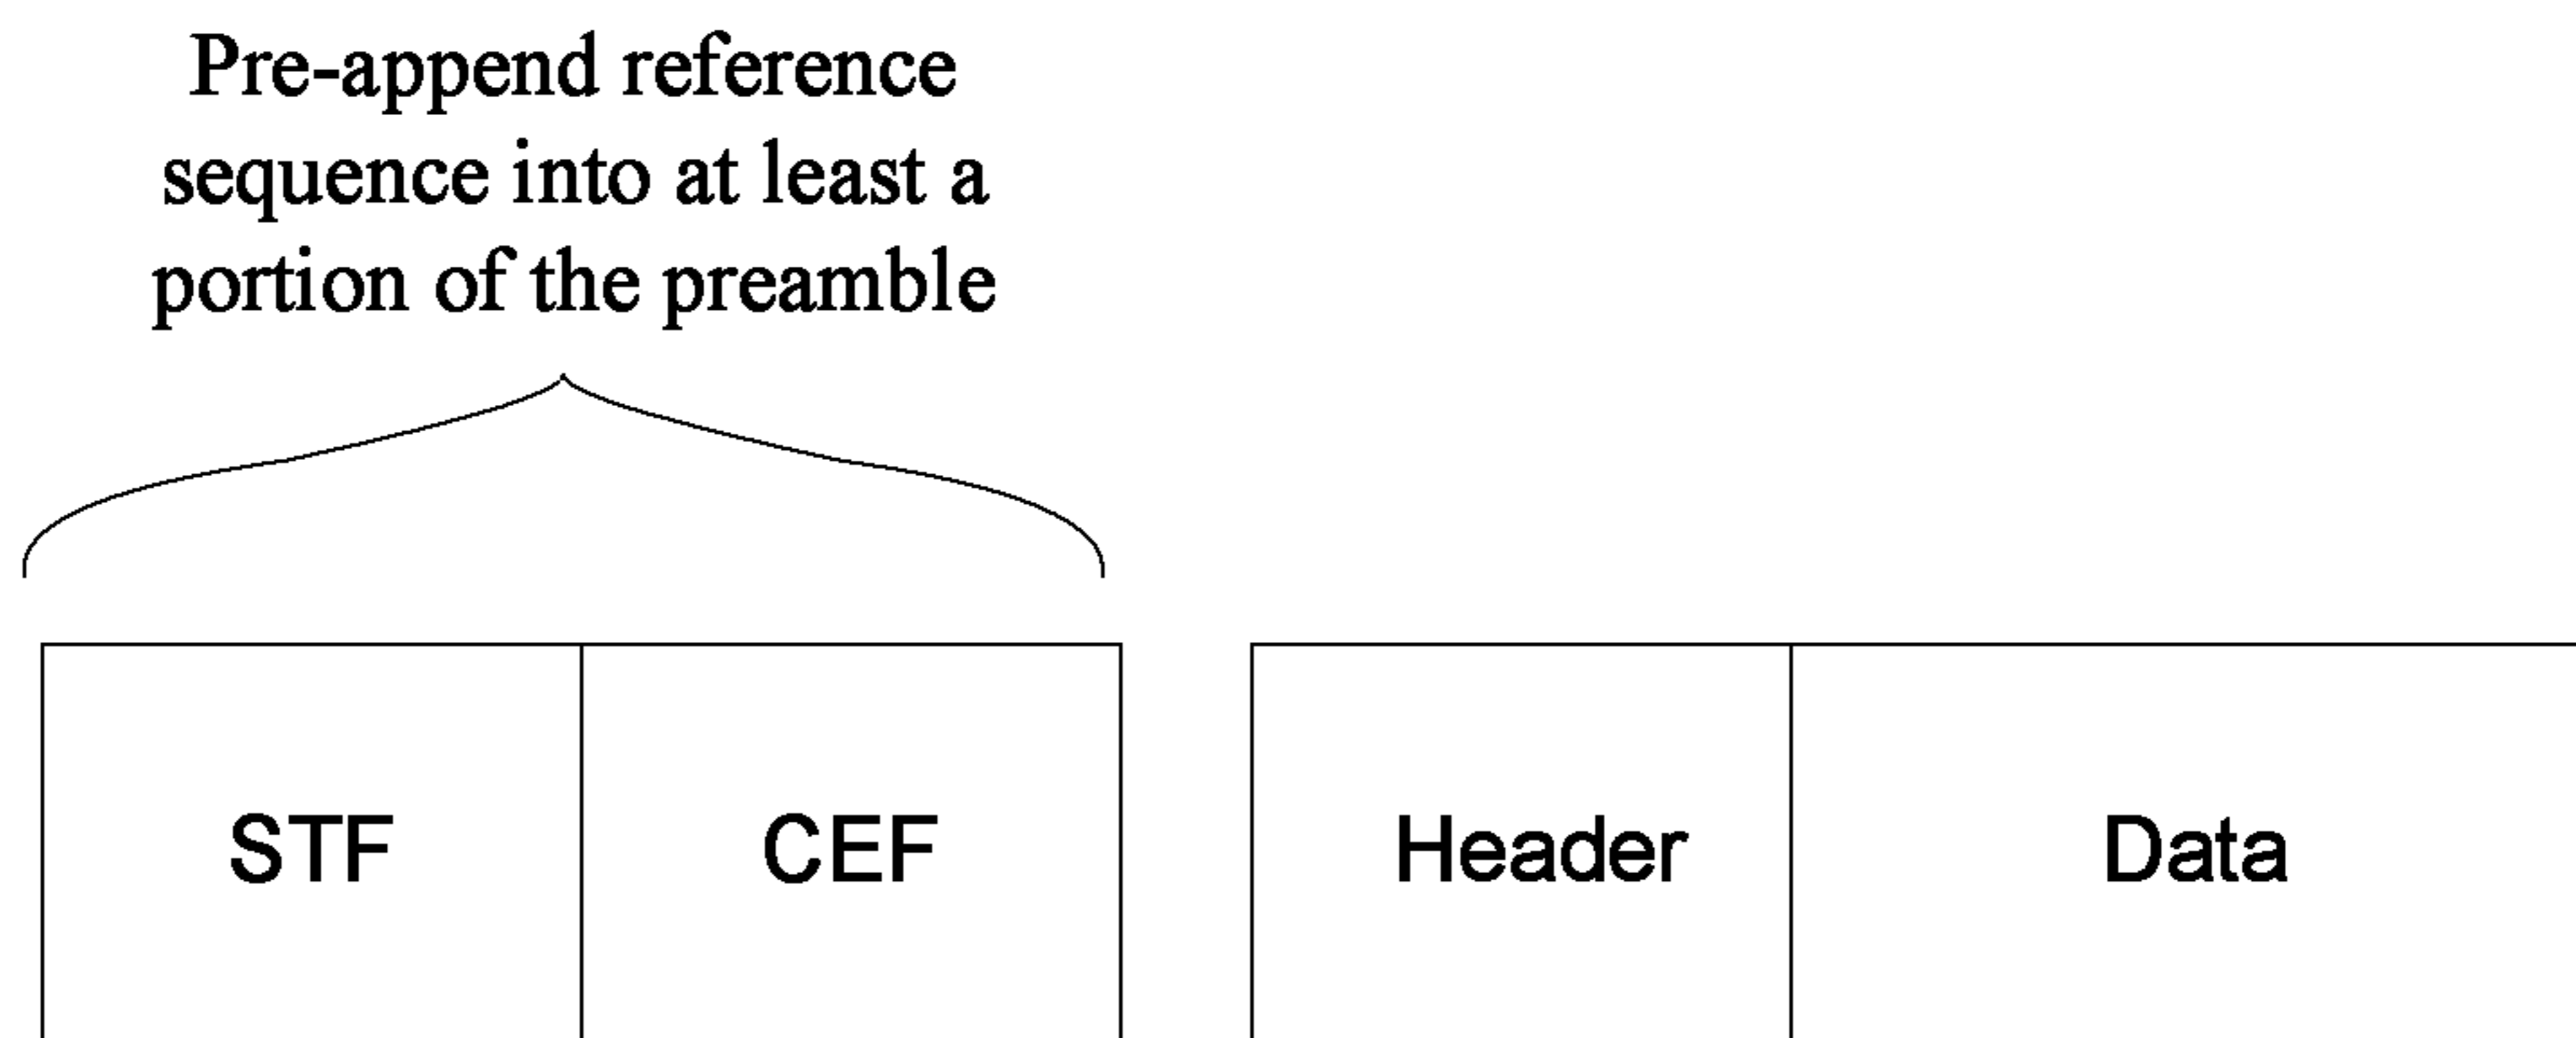 Pre-append reference
sequence into at least a
portion of the preamble
STF CEF Header Data